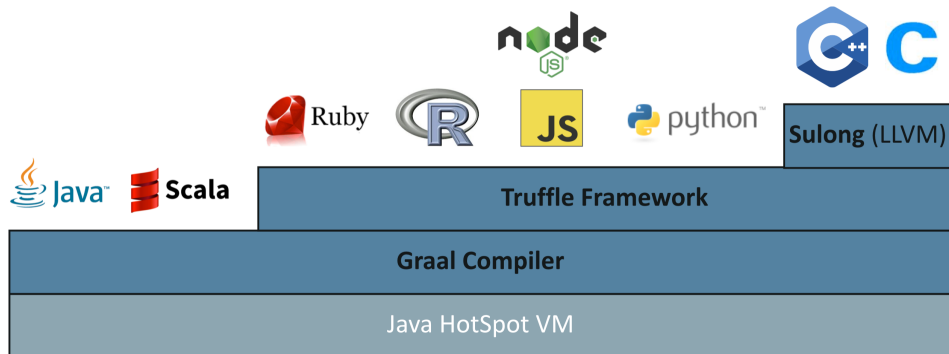 node
JS
C++
C
Ruby
R
JS
python™
Sulong (LLVM)
Java™
Scala
Truffle Framework
Graal Compiler
Java HotSpot VM